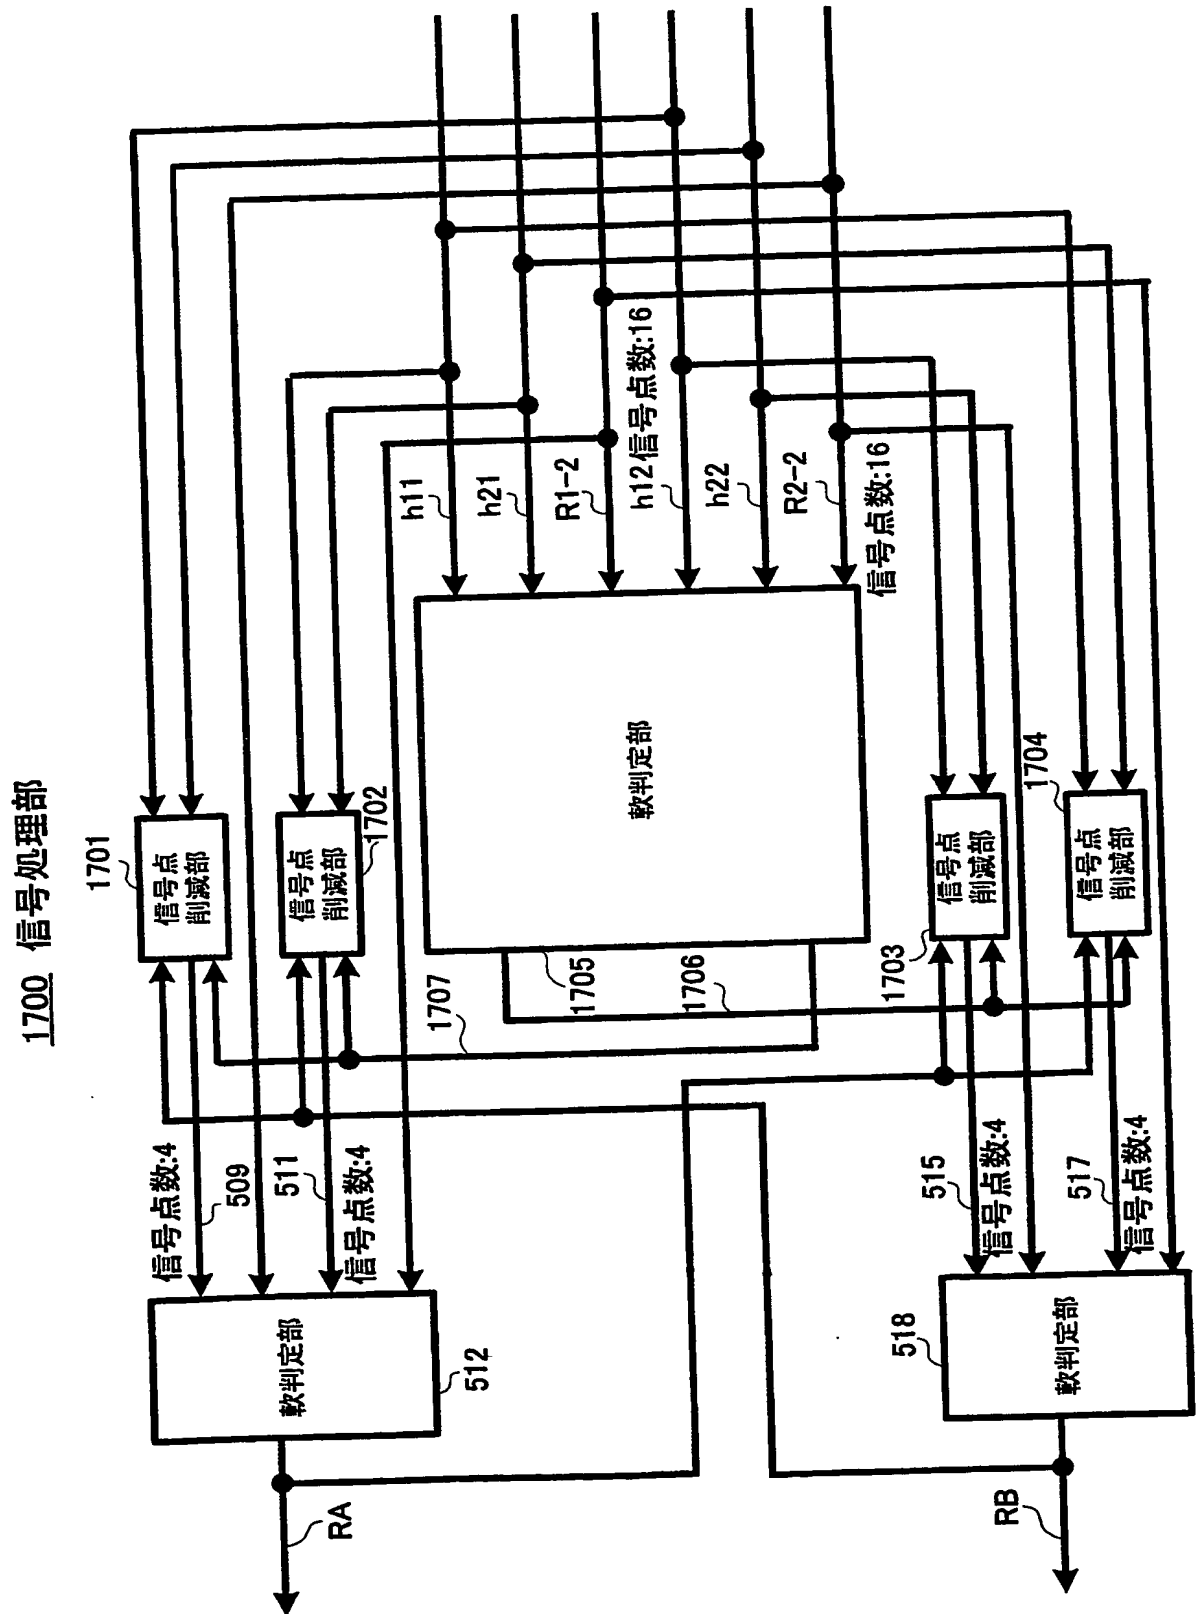 1700 信号処理部
1701
信号点
削減部
1702
信号点
削減部
1703
信号点
削減部
1704
信号点
削減部
h11
h21
R1-2
h12
信号点数:16
h22
R2-2
信号点数:16
軟判定部
1705
1706
1707
信号点数:4
509
511
信号点数:4
515
信号点数:4
517
信号点数:4
軟判定部
512
軟判定部
518
RA
RB